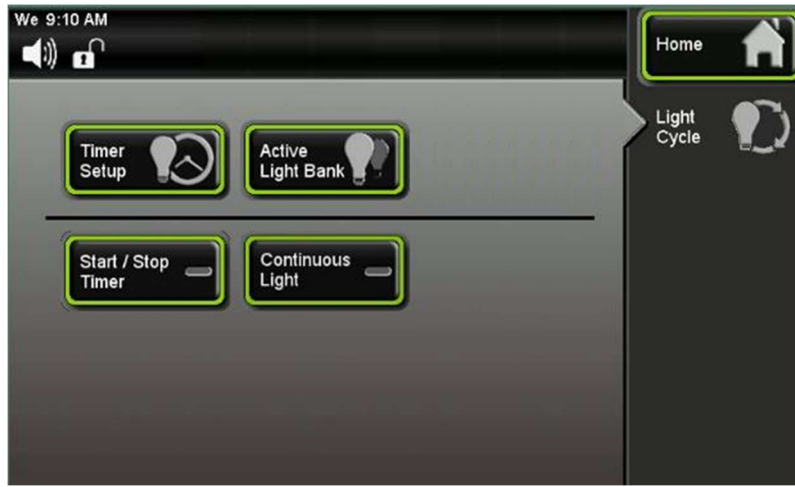 We 9:10 AM
Home
Light
Cycle
Timer
Setup
Active
Light Bank
Start / Stop
Timer
Continuous
Light